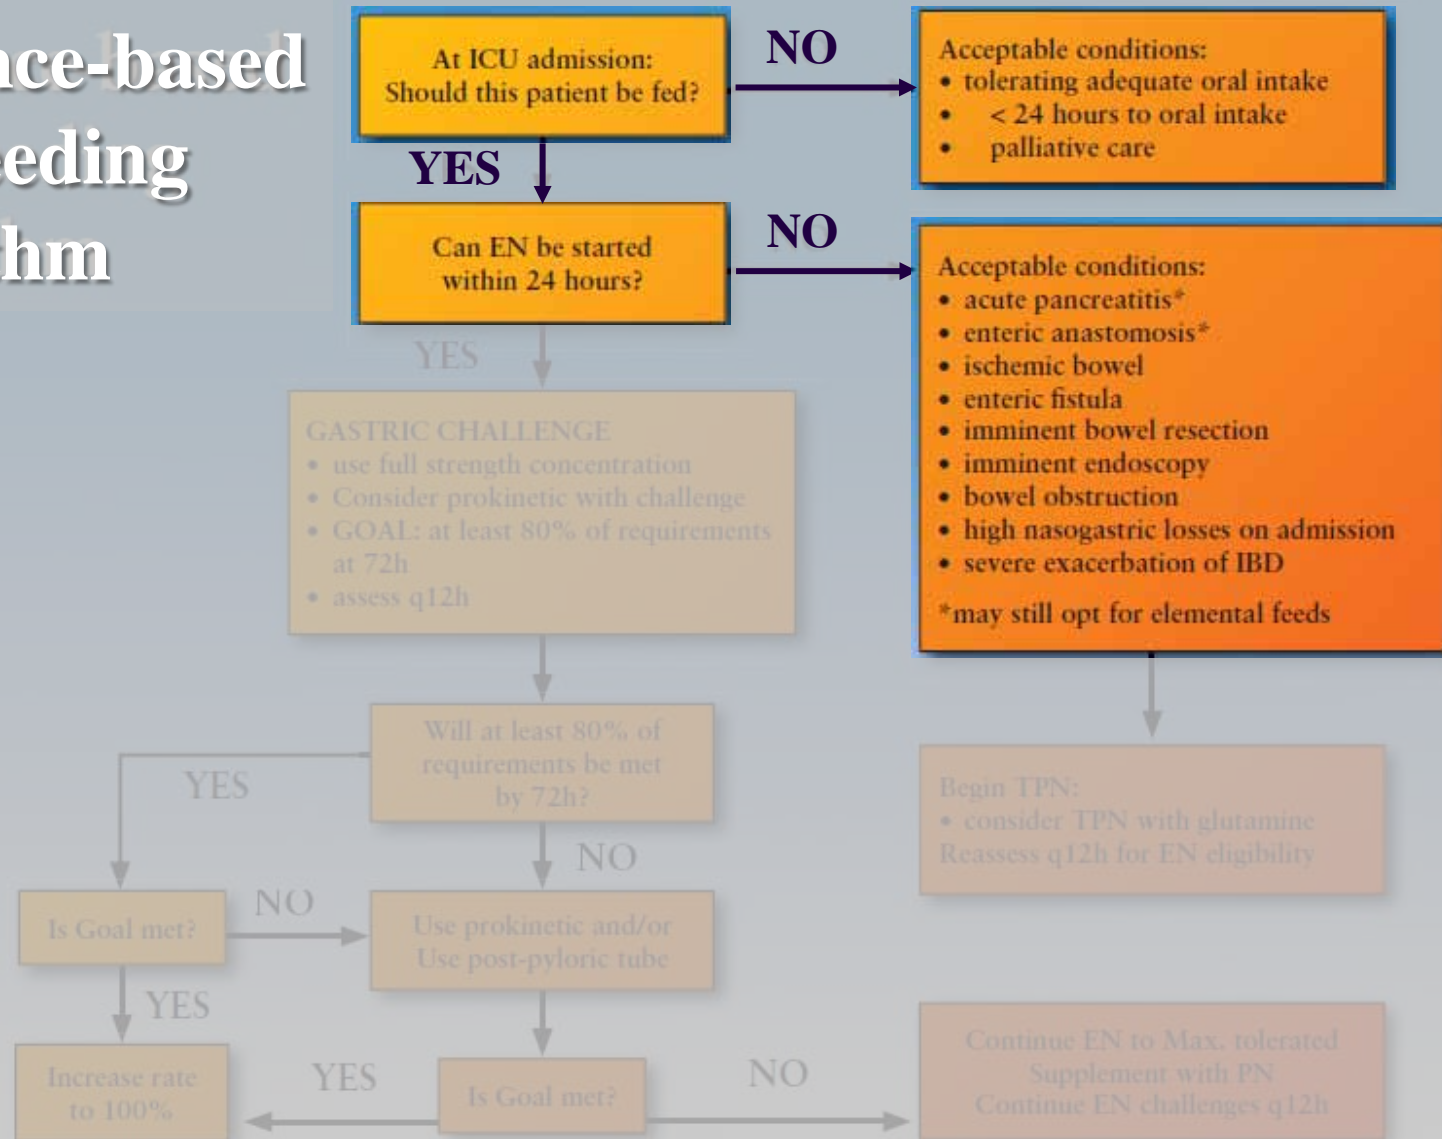 nce-based
eeding
hm
At ICU admission:
Should this patient be fed?
NO
Acceptable conditions:
• tolerating adequate oral intake
• < 24 hours to oral intake
• palliative care
YES
Can EN be started
within 24 hours?
NO
Acceptable conditions:
• acute pancreatitis*
• enteric anastomosis*
• ischemic bowel
• enteric fistula
• imminent bowel resection
• imminent endoscopy
• bowel obstruction
• high nasogastric losses on admission
• severe exacerbation of IBD
*may still opt for elemental feeds
YES
GASTRIC CHALLENGE
• use full strength concentration
• Consider prokinetic with challenge
• GOAL: at least 80% of requirements
at 72h
• assess q12h
Will at least 80% of
requirements be met
by 72h?
YES
NO
Begin TPN:
• consider TPN with glutamine
Reassess q12h for EN eligibility
Is Goal met?
NO
Use prokinetic and/or
Use post-pyloric tube
YES
Increase rate
to 100%
YES
Is Goal met?
NO
Continue EN to Max. tolerated
Supplement with PN
Continue EN challenges q12h